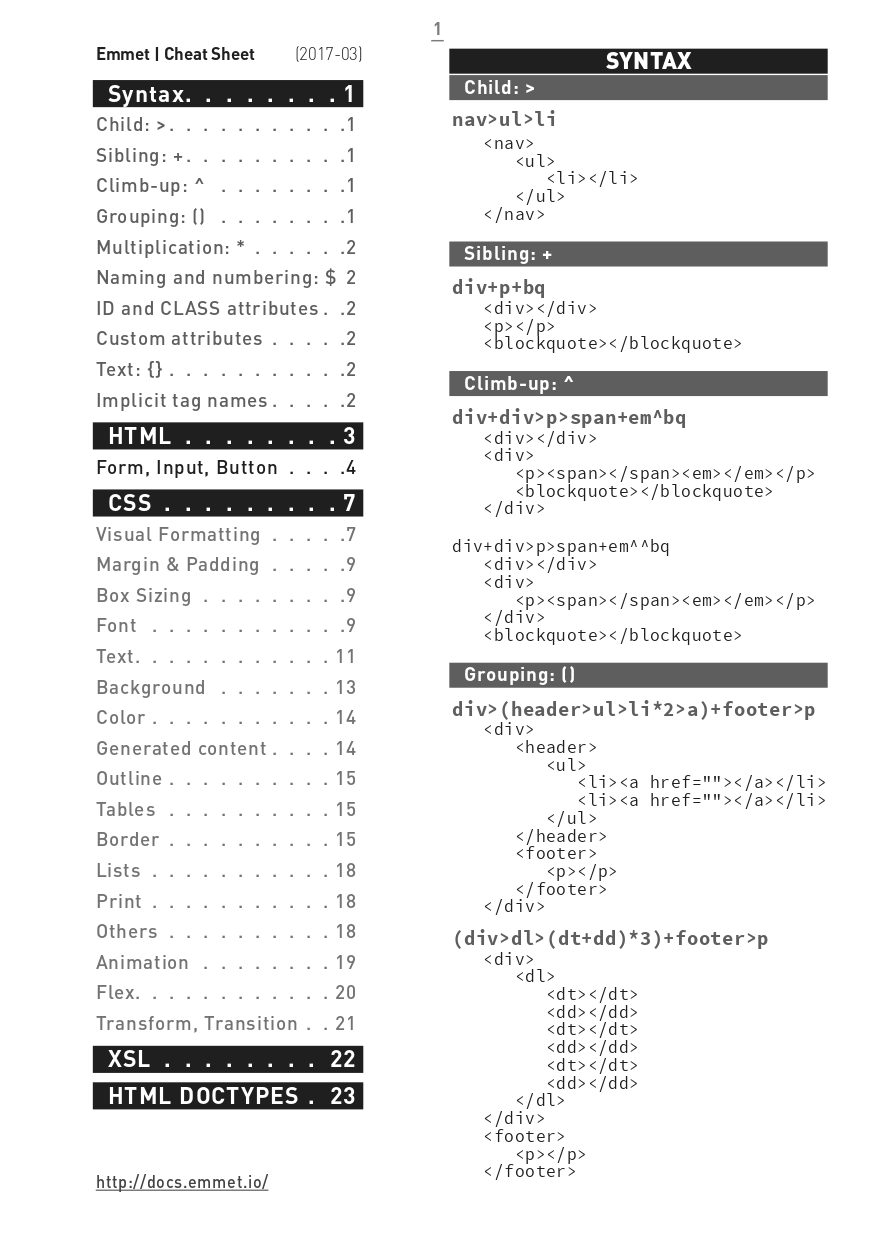 1
Emmet | Cheat Sheet (2017-03)
Syntax. . . . . . . . . 1
Child: >. . . . . . . . . . .1
Sibling: +. . . . . . . . . .1
Climb-up: ^ . . . . . . . .1
Grouping: () . . . . . . . .1
Multiplication: * . . . . . .2
Naming and numbering: $ 2
ID and CLASS attributes . .2
Custom attributes . . . . .2
Text: {} . . . . . . . . . . .2
Implicit tag names . . . . .2
HTML . . . . . . . . . 3
Form, Input, Button . . . .4
CSS . . . . . . . . . . 7
Visual Formatting . . . . .7
Margin & Padding . . . . .9
Box Sizing . . . . . . . . .9
Font . . . . . . . . . . . .9
Text. . . . . . . . . . . . 11
Background . . . . . . . 13
Color . . . . . . . . . . . 14
Generated content . . . . 14
Outline . . . . . . . . . . 15
Tables . . . . . . . . . . 15
Border . . . . . . . . . . 15
Lists . . . . . . . . . . . 18
Print . . . . . . . . . . . 18
Others . . . . . . . . . . 18
Animation . . . . . . . . 19
Flex. . . . . . . . . . . . 20
Transform, Transition . . 21
XSL . . . . . . . . . 22
HTML DOCTYPES . 23
http://docs.emmet.io/
SYNTAX
Child: >
nav>ul>li
<nav>
<ul>
<li></li>
</ul>
</nav>
Sibling: +
div+p+bq
<div></div>
<p></p>
<blockquote></blockquote>
Climb-up: ^
div+div>p>span+em^bq
<div></div>
<div>
<p><span></span><em></em></p>
<blockquote></blockquote>
</div>
div+div>p>span+em^^bq
<div></div>
<div>
<p><span></span><em></em></p>
</div>
<blockquote></blockquote>
Grouping: ()
div>(header>ul>li*2>a)+footer>p
<div>
<header>
<ul>
<li><a href=""></a></li>
<li><a href=""></a></li>
</ul>
</header>
<footer>
<p></p>
</footer>
</div>
(div>dl>(dt+dd)*3)+footer>p
<div>
<dl>
<dt></dt>
<dd></dd>
<dt></dt>
<dd></dd>
<dt></dt>
<dd></dd>
</dl>
</div>
<footer>
<p></p>
</footer>